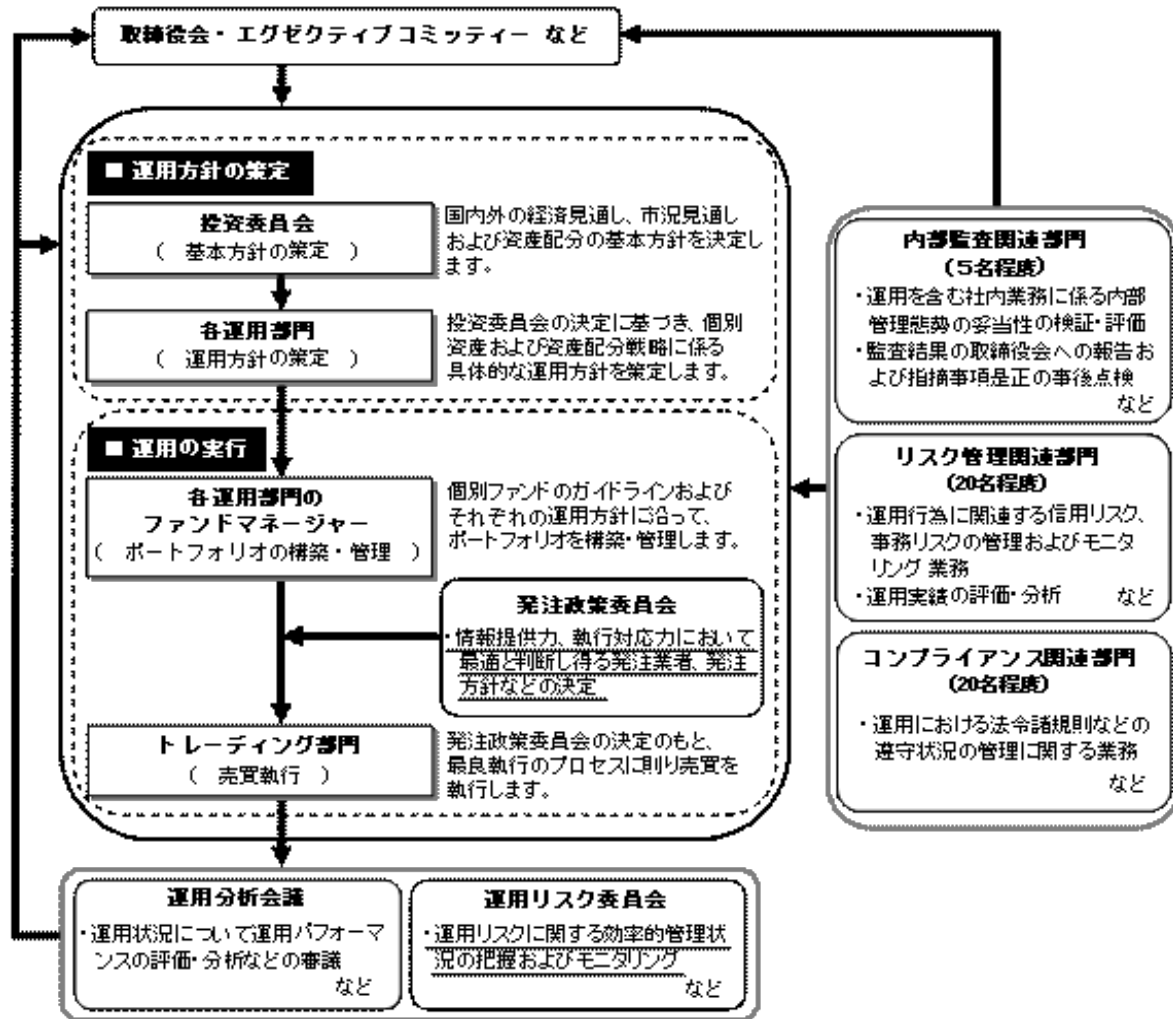 取締役会・エグゼクティブコミッティー など
■ 運用方針の策定
投資委員会
( 基本方針の策定 )
国内外の経済見通し、市況見通し
および資産配分の基本方針を決定し
ます。
各運用部門
( 運用方針の策定 )
投資委員会の決定に基づき、個別
資産および資産配分戦略に係る
具体的な運用方針を策定します。
■ 運用の実行
各運用部門の
ファンドマネージャー
( ポートフォリオの構築・管理 )
個別ファンドのガイドラインおよび
それぞれの運用方針に沿って、
ポートフォリオを構築・管理します。
発注政策委員会
・情報提供力、執行対応力において
最適と判断し得る発注業者、発注
方針などの決定
トレーディング部門
( 売買執行 )
発注政策委員会の決定のもと、
最良執行のプロセスに則り売買を
執行します。
内部監査関連部門
(5名程度)
・運用を含む社内業務に係る内部
管理態勢の妥当性の検証・評価
・監査結果の取締役会への報告お
よび指摘事項是正の事後点検
など
リスク管理関連部門
(20名程度)
・運用行為に関連する信用リスク、
事務リスクの管理およびモニタ
リング 業務
・運用実績の評価・分析 など
コンプライアンス関連部門
(20名程度)
・運用における法令諸規則などの
遵守状況の管理に関する業務
など
運用分析会議
・運用状況について運用パフォーマ
ンスの評価・分析などの審議
など
運用リスク委員会
・運用リスクに関する効率的管理状
況の把握およびモニタリング
など